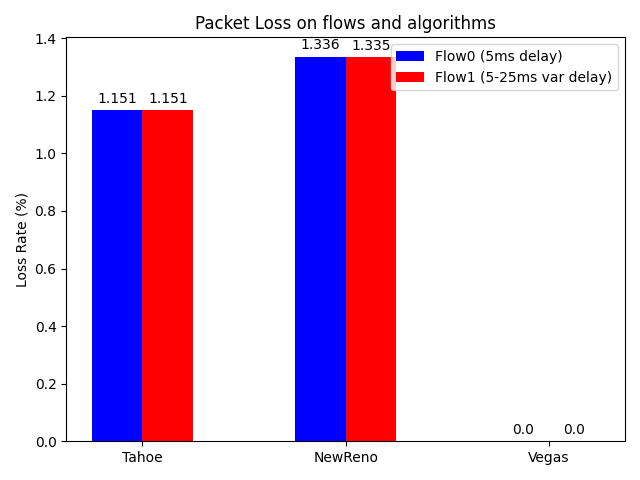 Packet Loss on flows and algorithms
1.336
1.335
Flow0 (5ms delay)
Flow1 (5-25ms var delay)
1.151
1.151
0.0
0.0
Loss Rate (%)
1.4
1.2
1.0
0.8
0.6
0.4
0.2
0.0
Tahoe
NewReno
Vegas